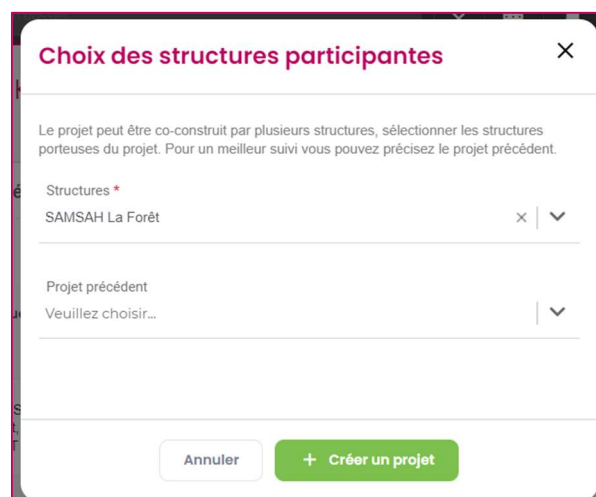 Choix des structures participantes
Le projet peut être co-construit par plusieurs structures, sélectionner les structures
porteuses du projet. Pour un meilleur suivi vous pouvez précisez le projet précédent.
Structures *
SAMSAH La Forêt
Projet précédent
Veuillez choisir...
Annuler
+ Créer un projet